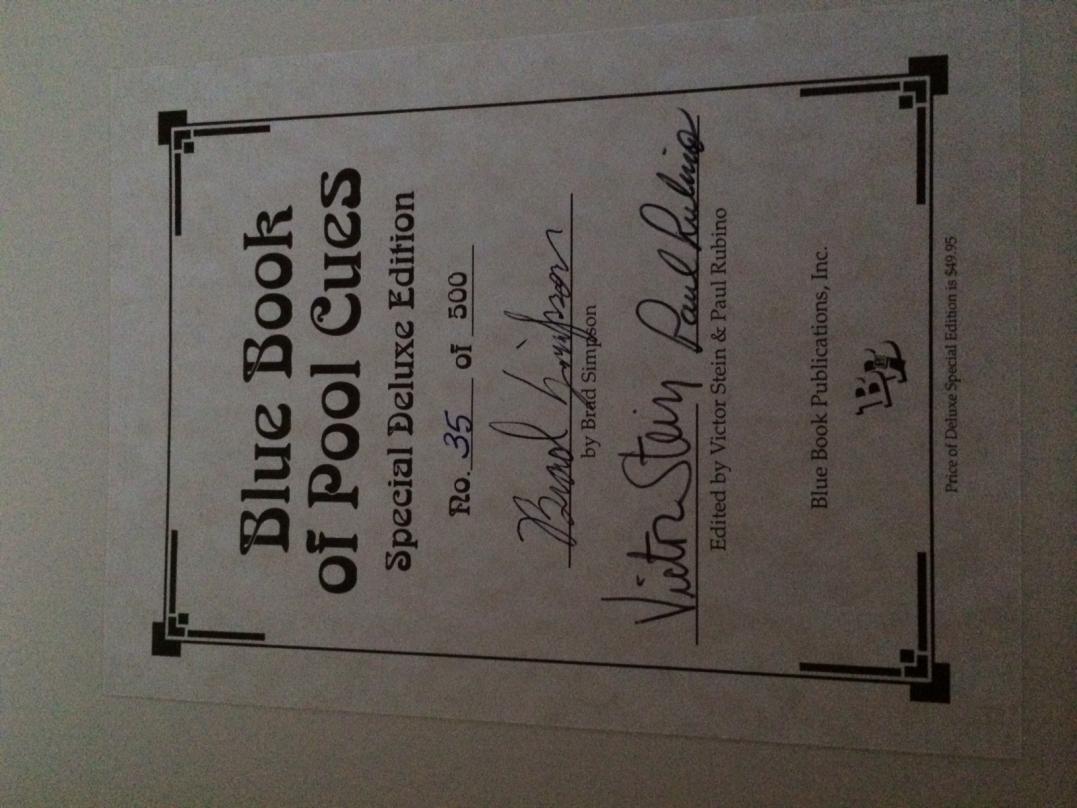 Blue Book
of Pool Cues
Special Deluxe Edition
No. 35 of 500
Brad Simpson
by Brad Simpson
Victor Stein Paul Rubino
Edited by Victor Stein & Paul Rubino
Blue Book Publications, Inc.
Price of Deluxe Special Edition is $49.95